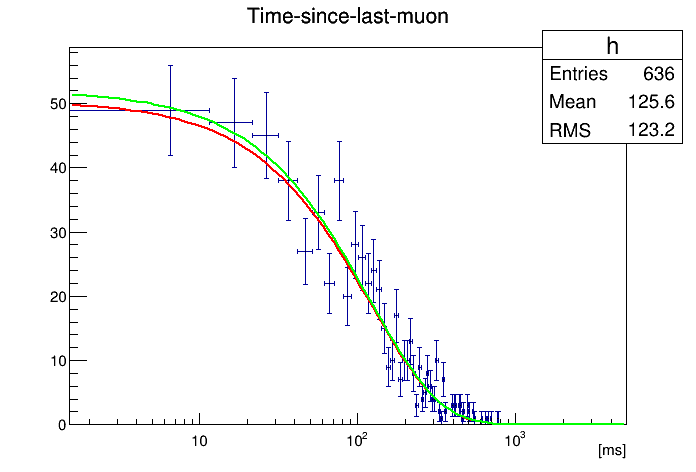 Time-since-last-muon
h
Entries 636
Mean 125.6
RMS 123.2
50
40
30
20
10
0
10 10² 10³
[ms]